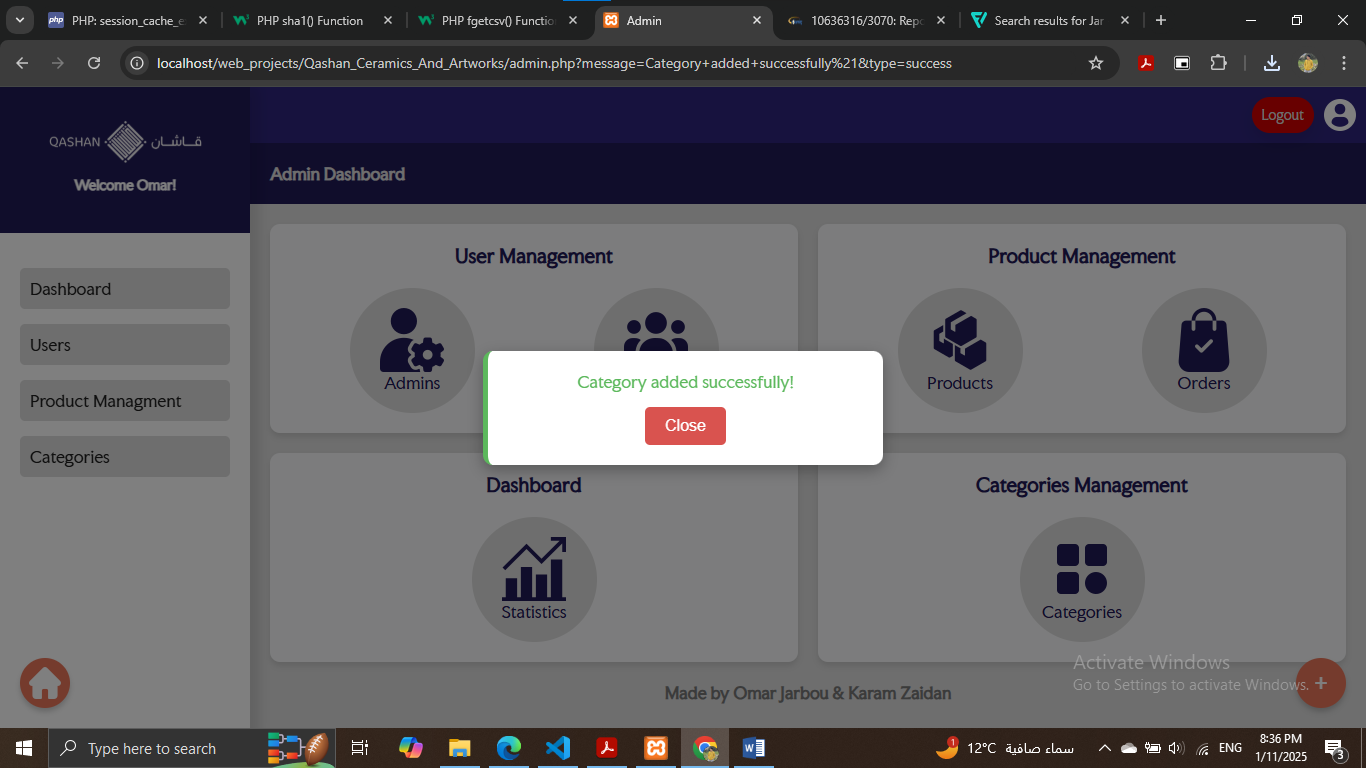 PHP: session_cache_e
PHP sha1() Function
PHP fgetcsv() Functio
Admin
10636316/3070: Repo
Search results for Jar
localhost/web_projects/Qashan_Ceramics_And_Artworks/admin.php?message=Category+added+successfully%21&type=success
Logout
QASHAN قاشان
Welcome Omar!
Admin Dashboard
Dashboard
Users
Product Managment
Categories
User Management
Admins
Product Management
Products
Orders
Category added successfully!
Close
Dashboard
Statistics
Categories Management
Categories
Made by Omar Jarbou & Karam Zaidan
+
Activate Windows
Go to Settings to activate Windows.
Type here to search
1
12°C سماء صافية
ENG
8:36 PM
1/11/2025
3